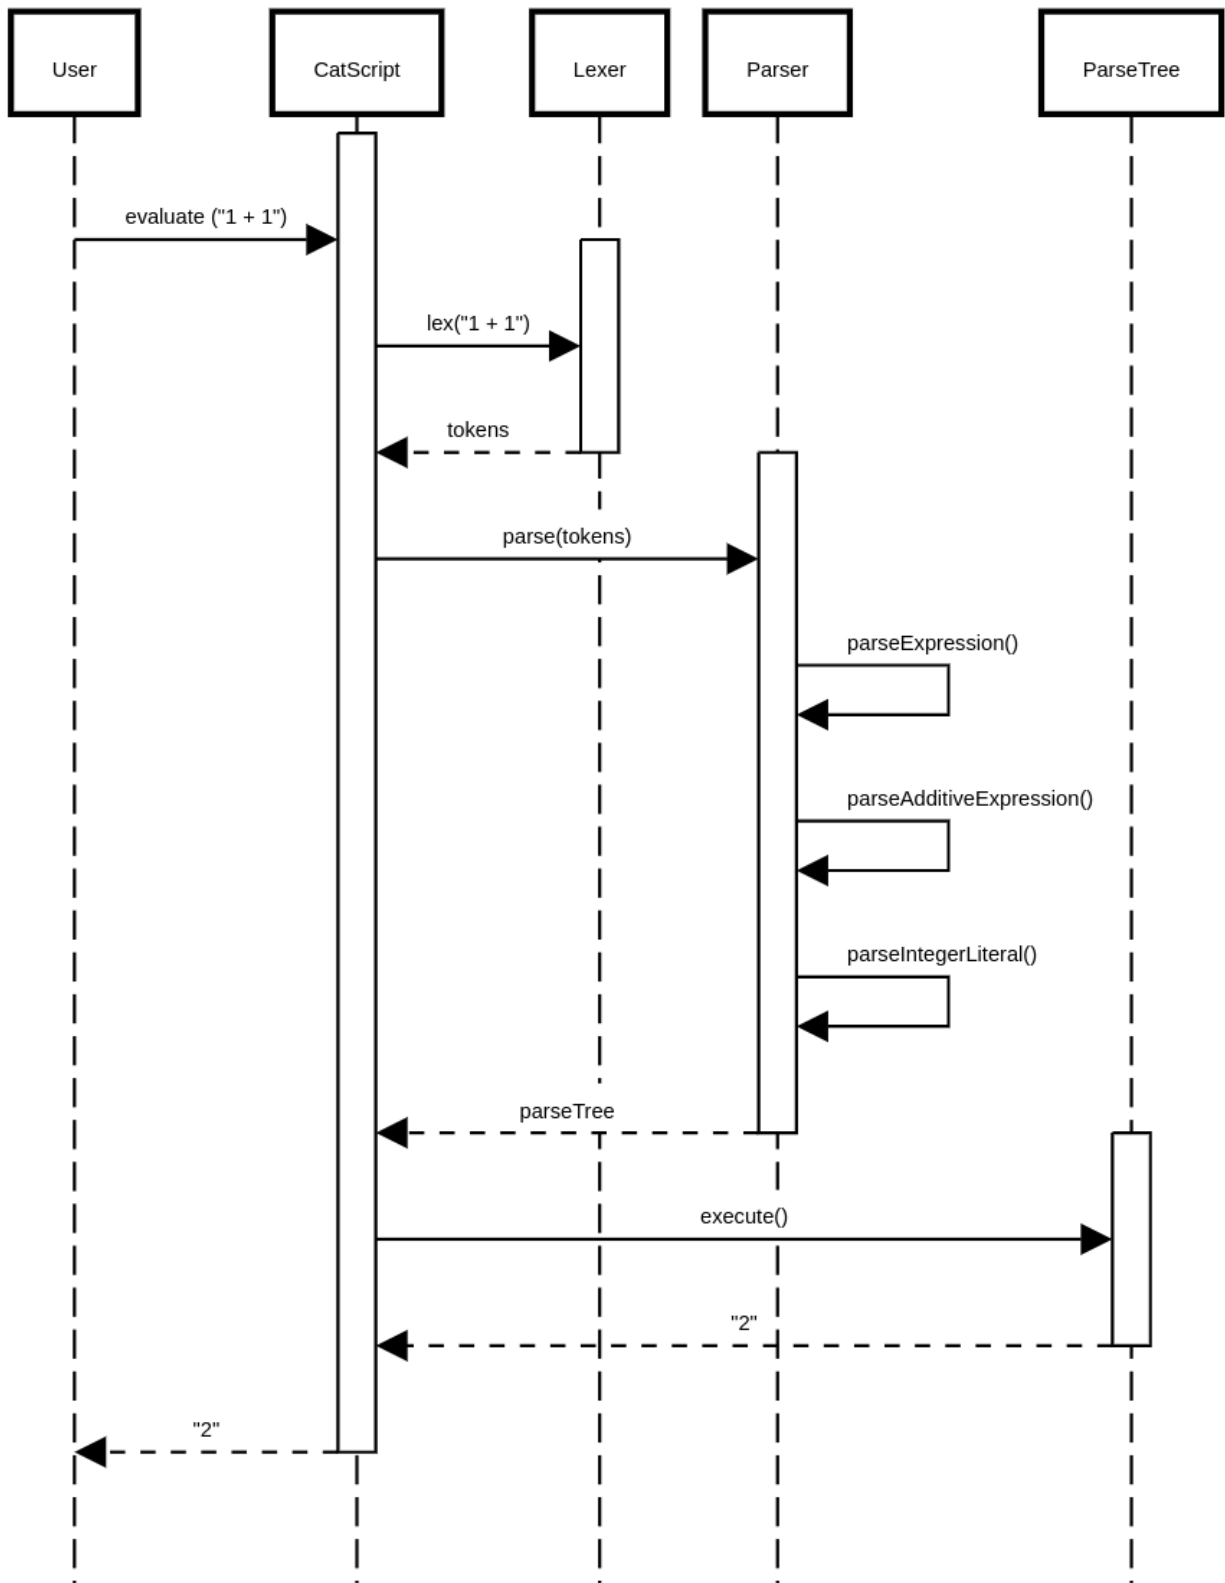 User
CatScript
Lexer
Parser
ParseTree
evaluate ("1 + 1")
lex("1 + 1")
tokens
parse(tokens)
parseExpression()
parseAdditiveExpression()
parseIntegerLiteral()
parseTree
execute()
"2"
"2"